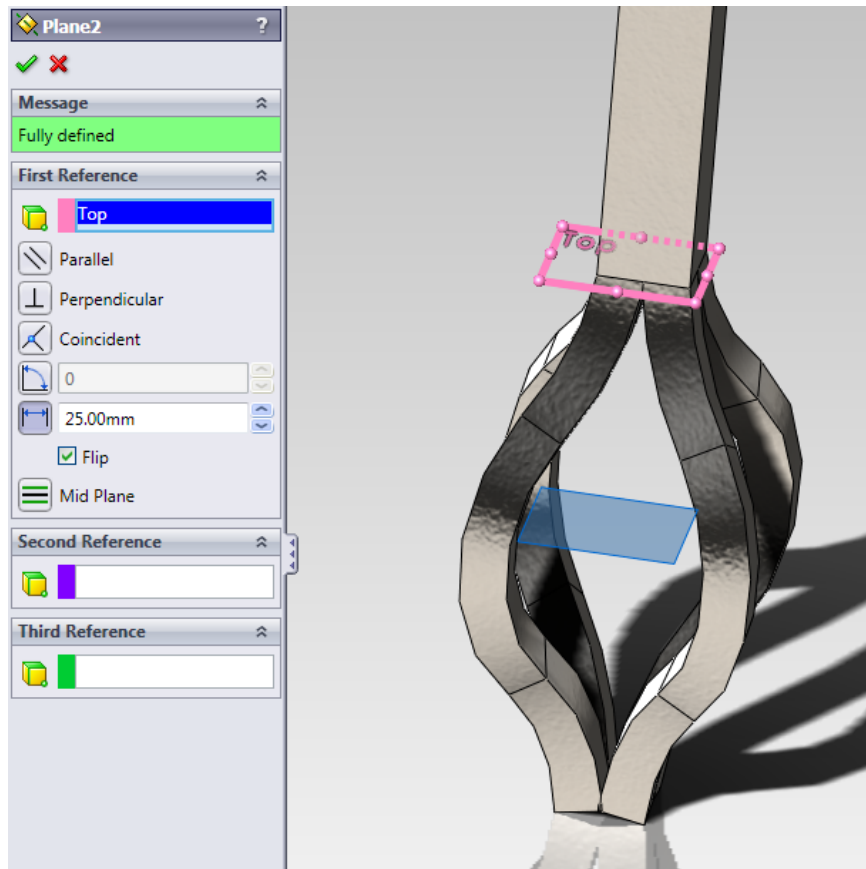 Plane2 ?
Message
Fully defined
First Reference
Top
Parallel
Perpendicular
Coincident
0
25.00mm
Flip
Mid Plane
Second Reference
Third Reference
Top